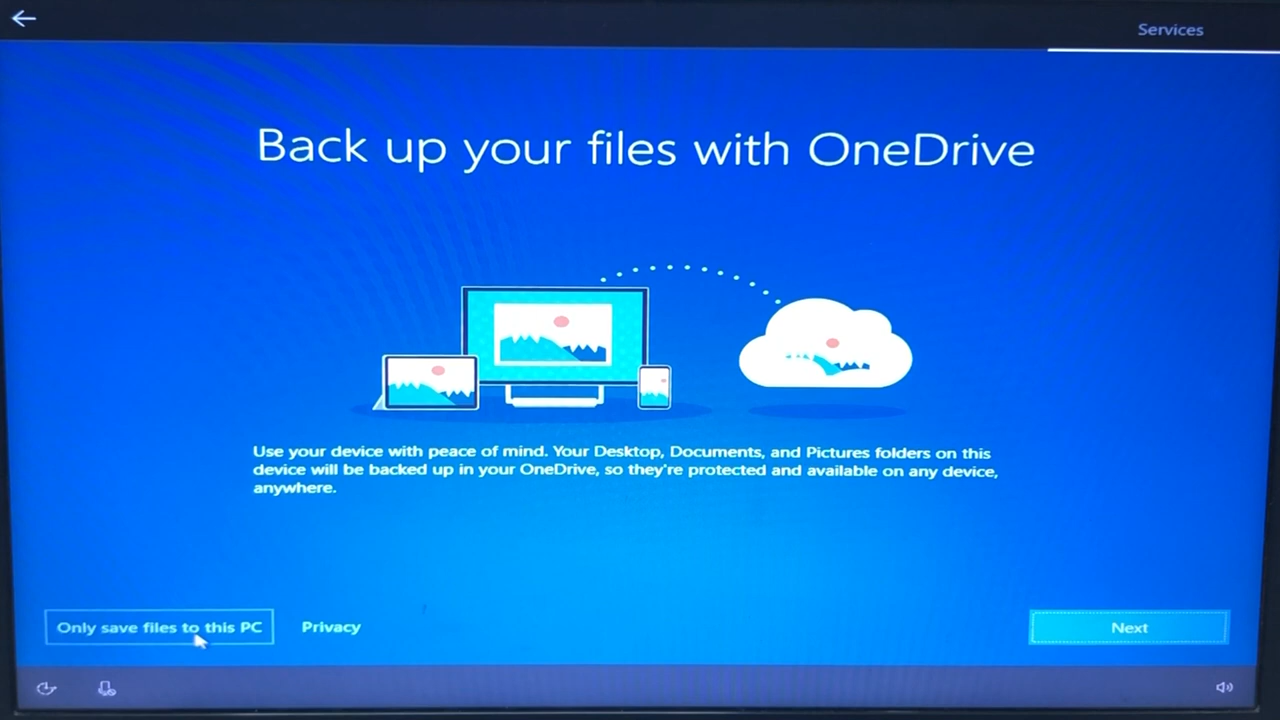 Services
Back up your files with OneDrive
Use your device with peace of mind. Your Desktop, Documents, and Pictures folders on this
device will be backed up in your OneDrive, so they're protected and available on any device,
anywhere.
Only save files to this PC
Privacy
Next